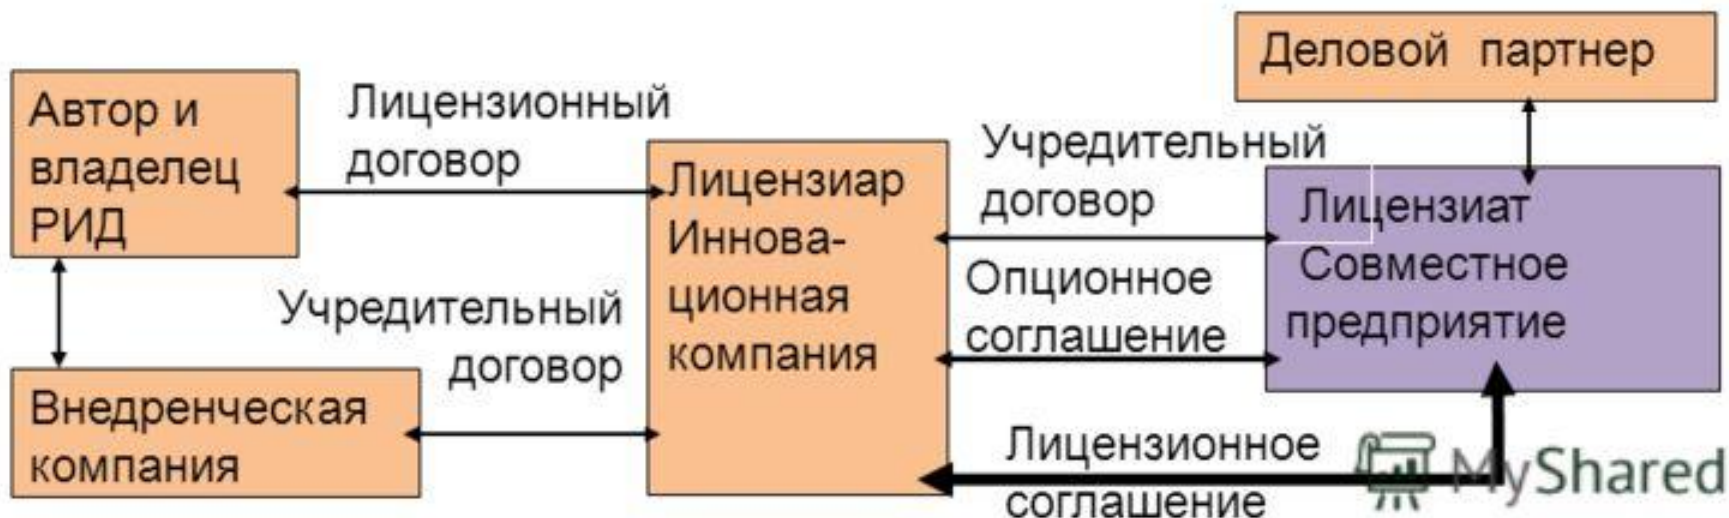 Деловой партнер
Автор и
владелец
РИД
Лицензионный
договор
Учредительный
договор
Лицензиар
Иннова-
ционная
компания
Лицензиат
Совместное
предприятие
Опционное
соглашение
Учредительный
договор
Внедренческая
компания
Лицензионное
соглашение
MyShared